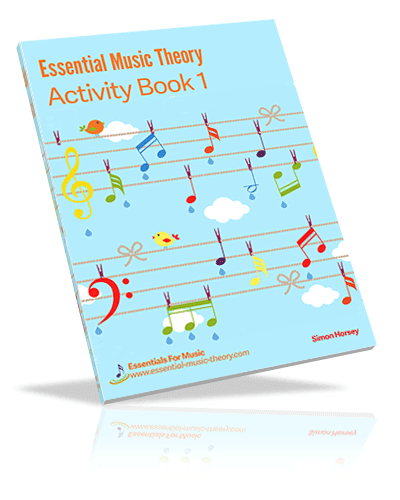 Essential Music Theory
Activity Book 1
Simon Horsey
Essentials For Music
www.essential-music-theory.com